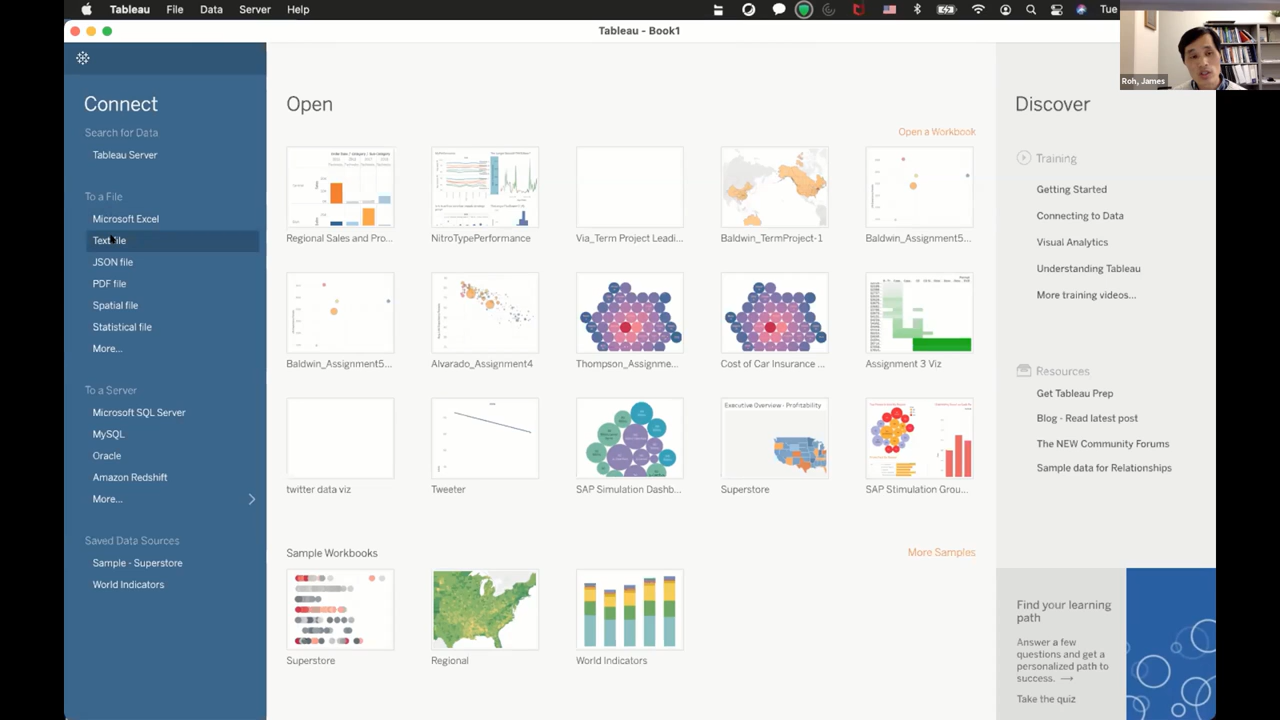 Tableau File Data Server Help
Tue
Tableau - Book1
Roh, James
Connect
Search for Data
Tableau Server
To a File
Microsoft Excel
Text file
JSON file
PDF file
Spatial file
Statistical file
More...
To a Server
Microsoft SQL Server
MySQL
Oracle
Amazon Redshift
More...
Saved Data Sources
Sample - Superstore
World Indicators
Open
Open a Workbook
Regional Sales and Pro...
NitroTypePerformance
Via_Term Project Leadi...
Baldwin_TermProject-1
Baldwin_Assignment5...
Baldwin_Assignment5...
Alvarado_Assignment4
Thompson_Assignme...
Cost of Car Insurance ...
Assignment 3 Viz
Executive Overview - Profitability
twitter data viz
Tweeter
SAP Simulation Dashb...
Superstore
SAP Stimulation Grou...
Sample Workbooks
More Samples
Superstore
Regional
World Indicators
Discover
Training
Getting Started
Connecting to Data
Visual Analytics
Understanding Tableau
More training videos...
Resources
Get Tableau Prep
Blog - Read latest post
The NEW Community Forums
Sample data for Relationships
Find your learning
path
Answer a few
questions and get a
personalized path to
success. →
Take the quiz